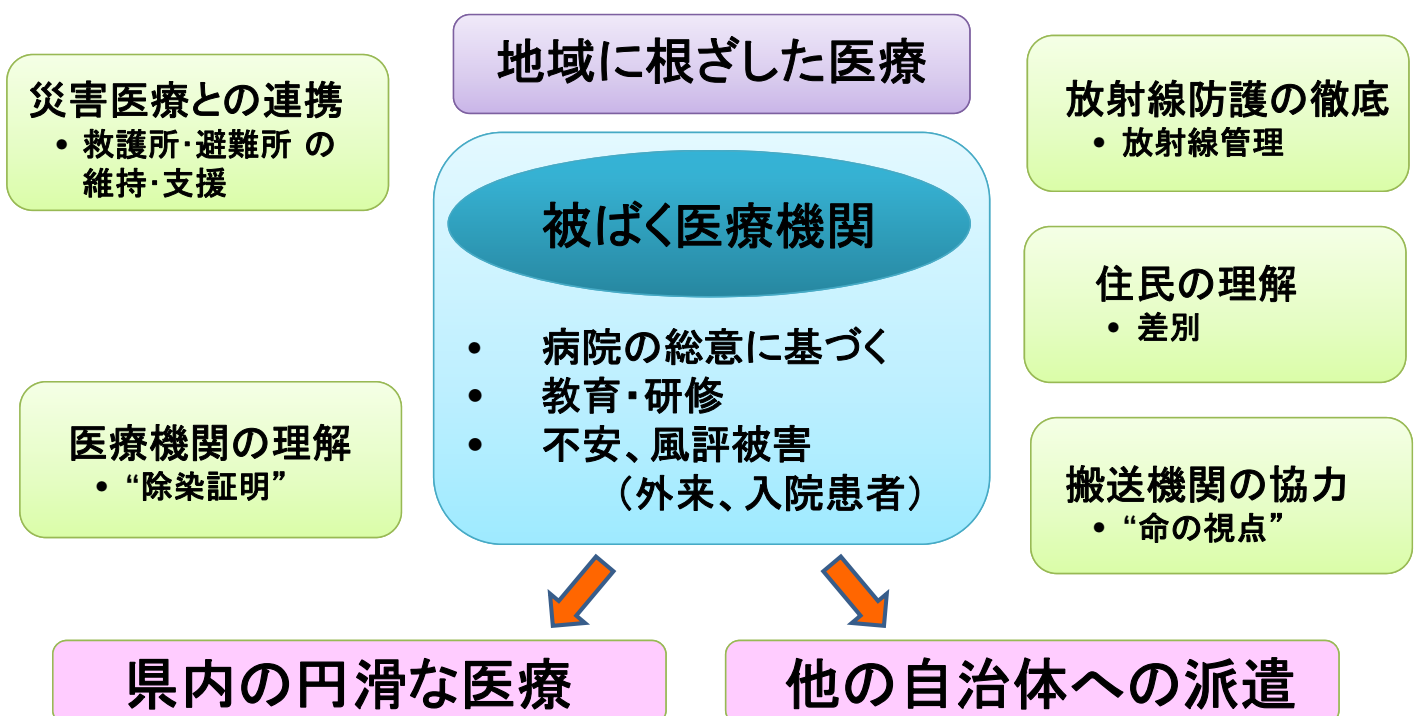 地域に根ざした医療
災害医療との連携
• 救護所･避難所 の
維持･支援
放射線防護の徹底
• 放射線管理
被ばく医療機関
• 病院の総意に基づく
• 教育・研修
• 不安、風評被害
（外来、入院患者）
住民の理解
• 差別
医療機関の理解
• “除染証明”
搬送機関の協力
• “命の視点”
県内の円滑な医療
他の自治体への派遣